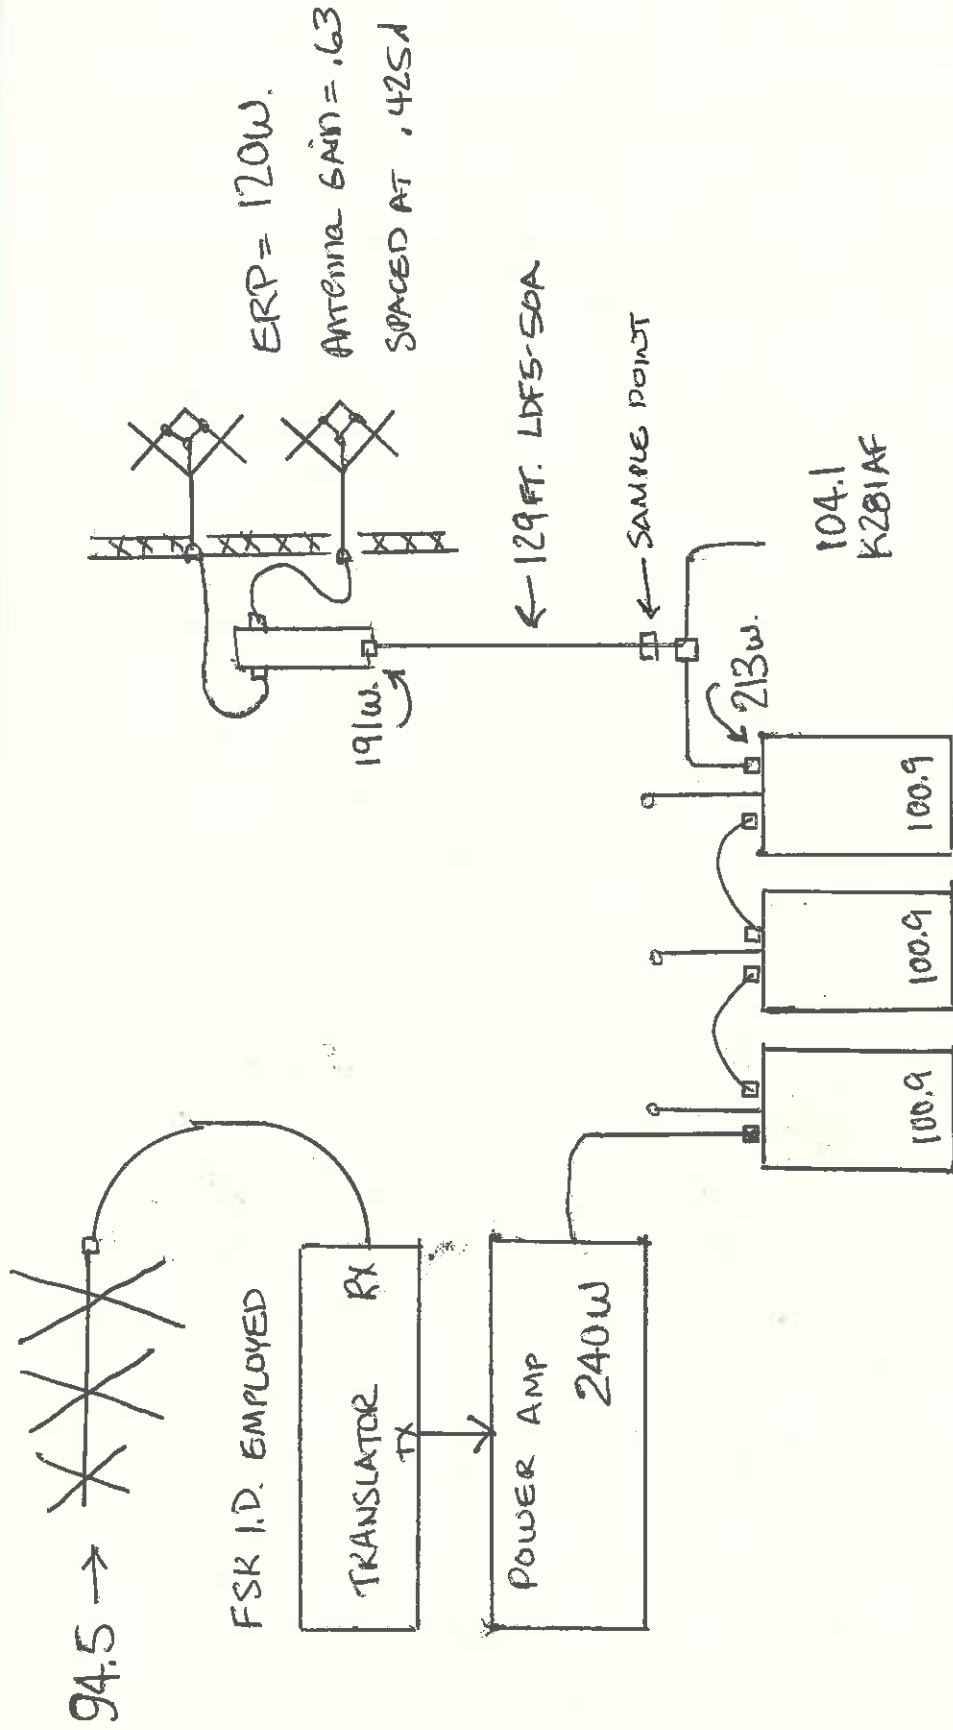 94.5 →
FSK I.D. EMPLOYED
TRANSLATOR
RX
TX
POWER AMP
240W
100.9
100.9
100.9
213W.
104.1
K281AF
← SAMPLE POINT
← 129 FT. LDF5-50A
191W.
ERP = 120W.
ANTENNA GAIN = .63
SPACED AT .425λ